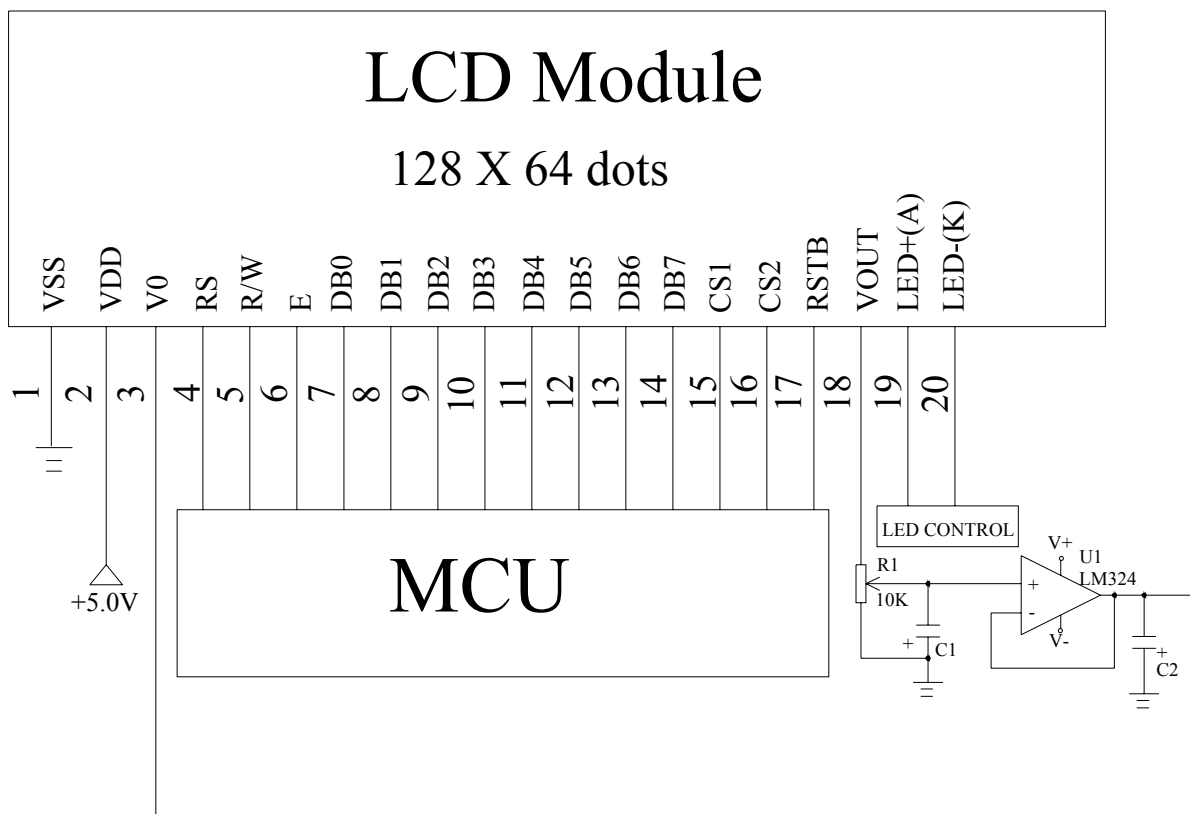 LCD Module
128 X 64 dots
VSS
VDD
V0
RS
R/W
E
DB0
DB1
DB2
DB3
DB4
DB5
DB6
DB7
CS1
CS2
RSTB
VOUT
LED+(A)
LED-(K)
1
2
3
4
5
6
7
8
9
10
11
12
13
14
15
16
17
18
19
20
+5.0V
MCU
LED CONTROL
R1
10K
+
C1
V+
U1
LM324
+
-
V-
+
C2